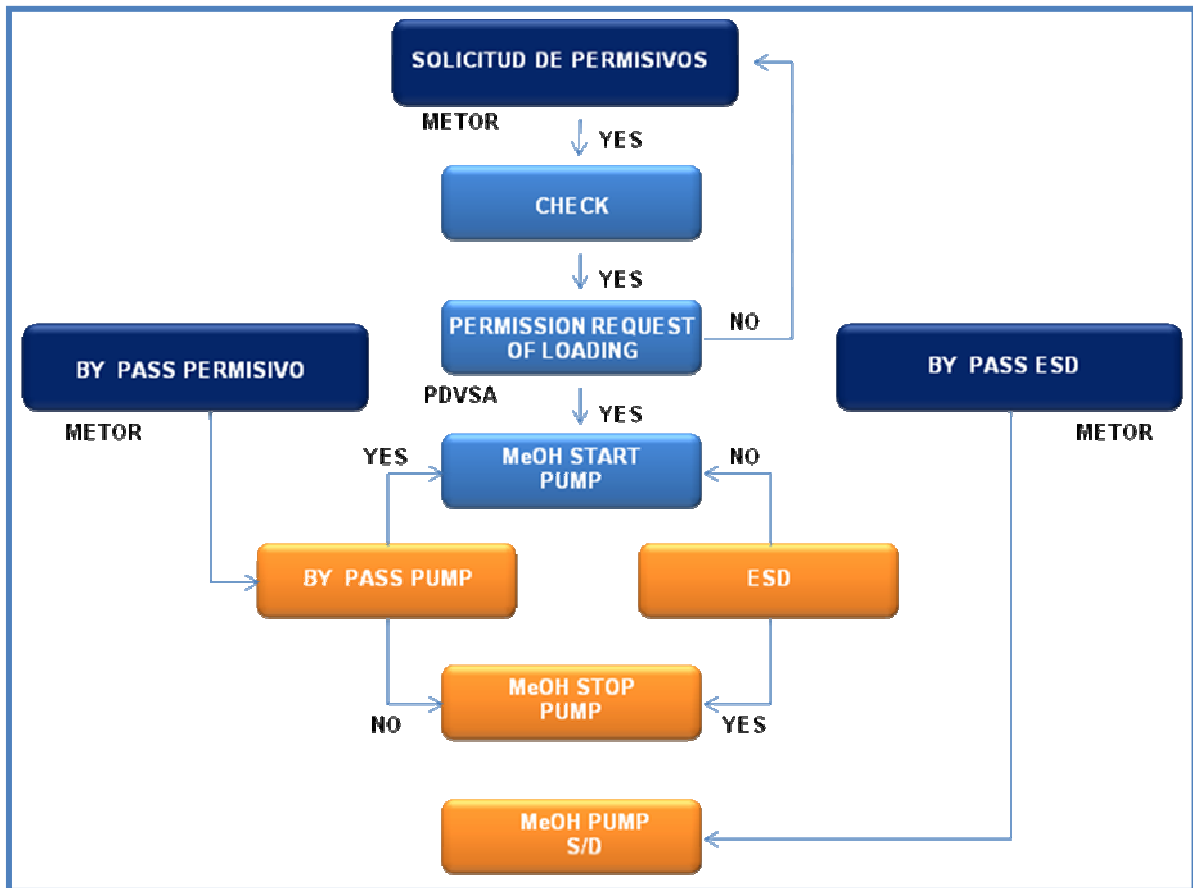 SOLICITUD DE PERMISIVOS
METOR
YES
CHECK
YES
PERMISSION REQUEST
OF LOADING
NO
BY PASS PERMISIVO
METOR
BY PASS ESD
METOR
PDVSA
YES
YES
MeOH START
PUMP
NO
BY PASS PUMP
ESD
MeOH STOP
PUMP
NO
YES
MeOH PUMP
S/D